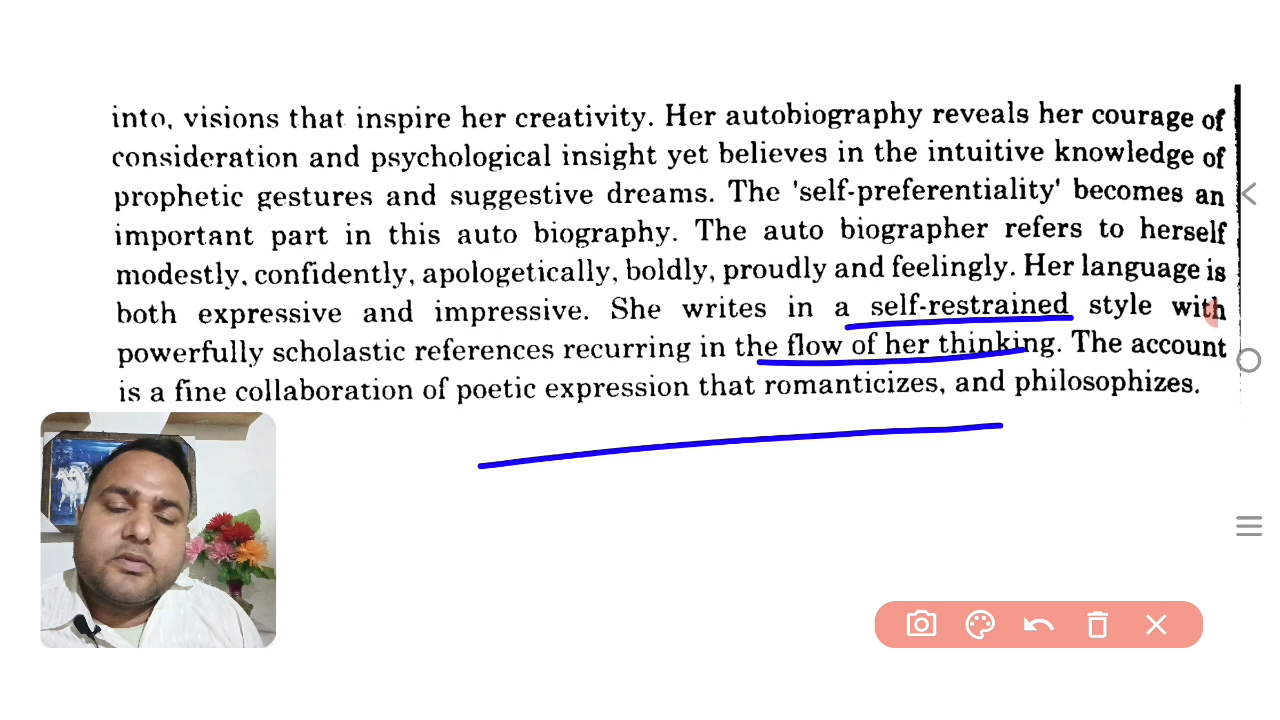 into, visions that inspire her creativity. Her autobiography reveals her courage of
consideration and psychological insight yet believes in the intuitive knowledge of
prophetic gestures and suggestive dreams. The 'self-preferentiality' becomes an
important part in this auto biography. The auto biographer refers to herself
modestly, confidently, apologetically, boldly, proudly and feelingly. Her language is
both expressive and impressive. She writes in a self-restrained style with
powerfully scholastic references recurring in the flow of her thinking. The account
is a fine collaboration of poetic expression that romanticizes, and philosophizes.